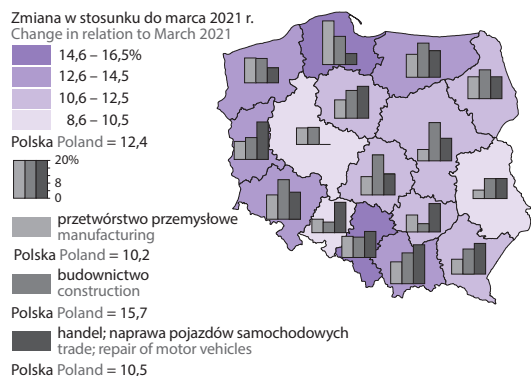 Zmiana w stosunku do marca 2021 r.
Change in relation to March 2021
14,6 – 16,5%
12,6 – 14,5
10,6 – 12,5
8,6 – 10,5
Polska Poland = 12,4
20%
8
0
przetwórstwo przemysłowe
manufacturing
Polska Poland = 10,2
budownictwo
construction
Polska Poland = 15,7
handel; naprawa pojazdów samochodowych
trade; repair of motor vehicles
Polska Poland = 10,5